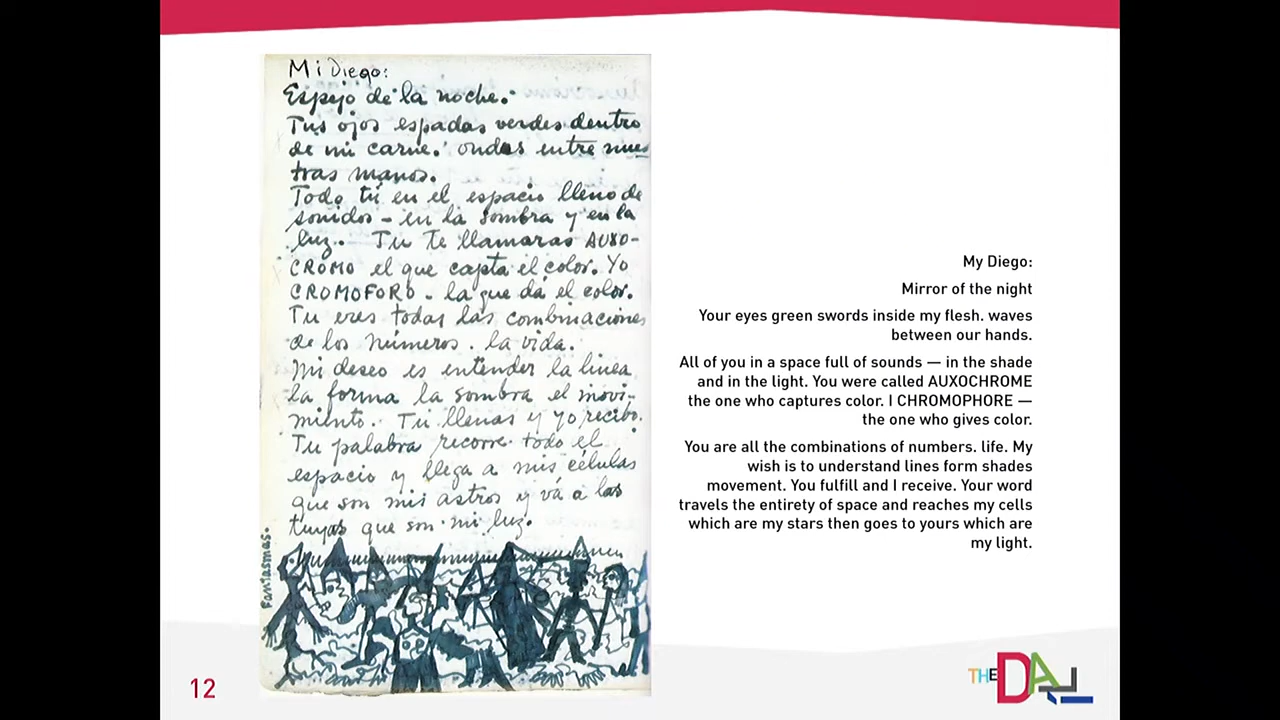 Mi Diego:
Espejo de la noche.
Tus ojos espadas verdes dentro
de mi carne. ondas entre nues
tras manos.
Todo tú en el espacio lleno de
sonidos - en la sombra y en la
luz. Tu te llamaras AUXO-
CROMO el que capta el color. Yo
CROMOFORO - la que dá el color.
Tu eres todas las combinaciones
de los números. la vida.
Mi deseo es entender la linea
la forma la sombra el movi-
miento. Tu llenas y yo recibo.
Tu palabra recorre todo el
espacio y llega a mis células
que son mis astros y vá a las
tuyas que son mi luz.
Fantasmas.
My Diego:
Mirror of the night
Your eyes green swords inside my flesh. waves
between our hands.
All of you in a space full of sounds — in the shade
and in the light. You were called AUXOCHROME
the one who captures color. I CHROMOPHORE —
the one who gives color.
You are all the combinations of numbers. life. My
wish is to understand lines form shades
movement. You fulfill and I receive. Your word
travels the entirety of space and reaches my cells
which are my stars then goes to yours which are
my light.
12
THE DALÍ